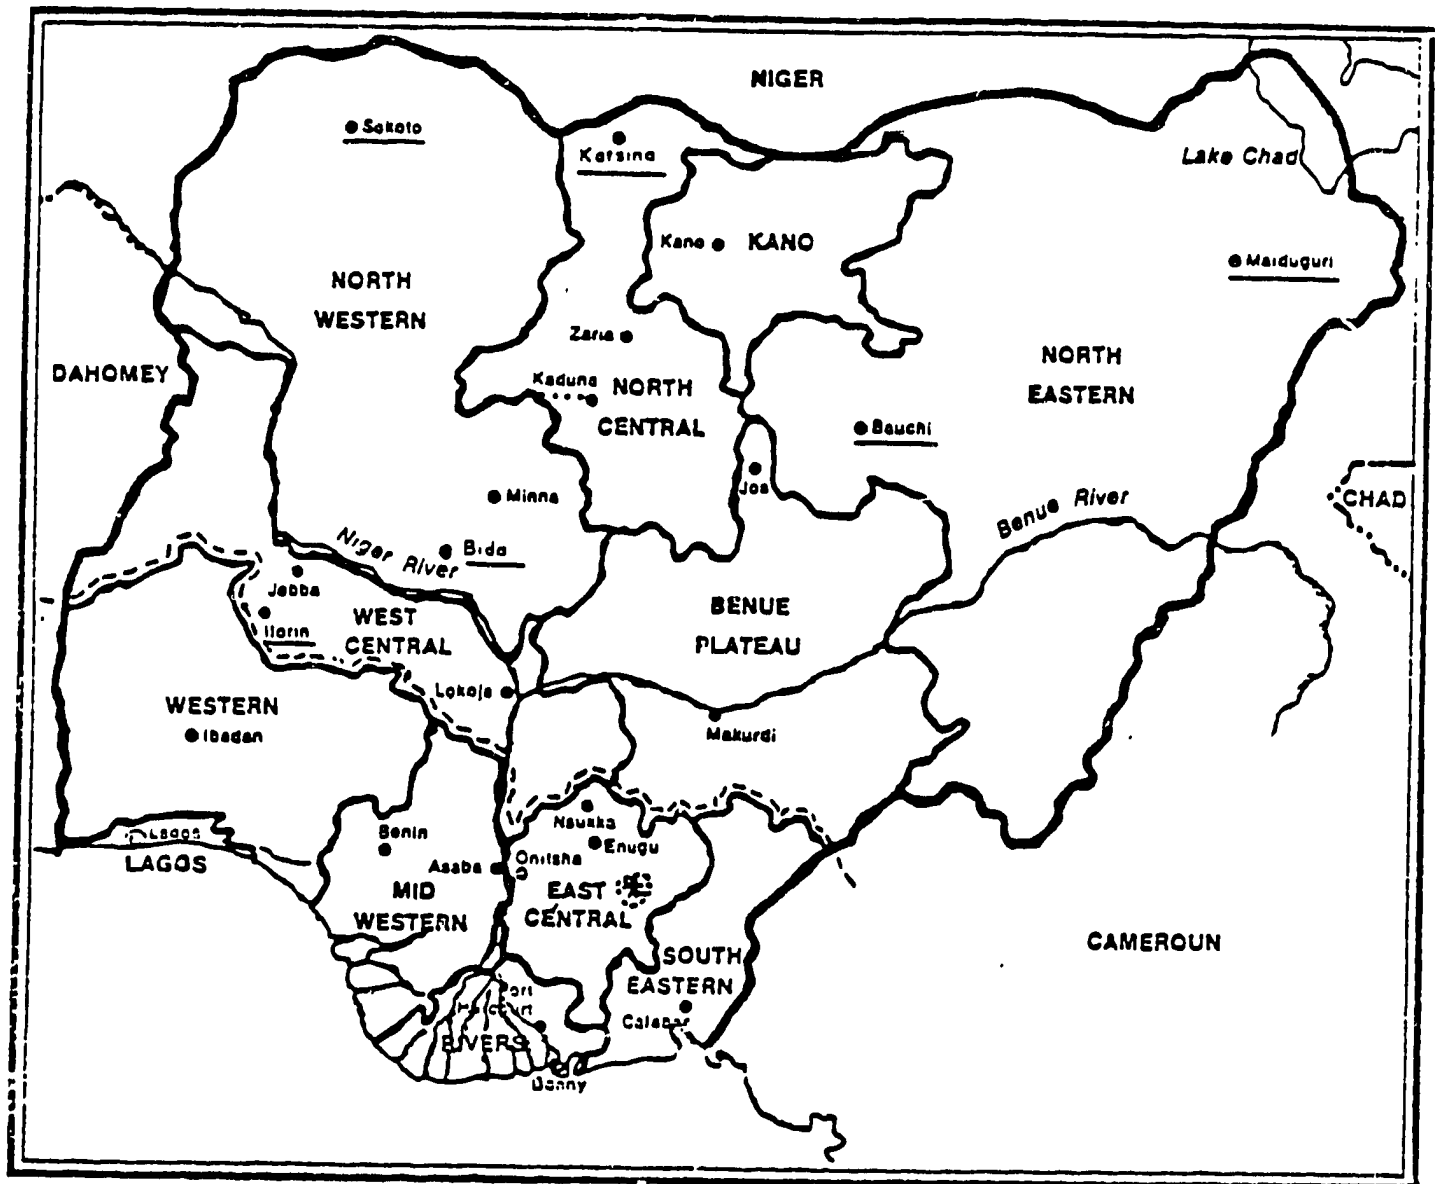 NIGER
Sokoto
Katsina
Lake Chad
Kano
KANO
Maiduguri
NORTH
WESTERN
Zaria
DAHOMEY
Kaduna
NORTH
CENTRAL
NORTH
EASTERN
Bauchi
Jos
Minna
Benue River
CHAD
Niger River
Bida
Jebba
Ilorin
WEST
CENTRAL
BENUE
PLATEAU
Lokoja
WESTERN
Ibadan
Makurdi
Nsukka
Enugu
Lagos
LAGOS
Benin
Asaba
Onitsha
MID
WESTERN
EAST
CENTRAL
SOUTH
EASTERN
CAMEROUN
Calabar
RIVERS
Bonny